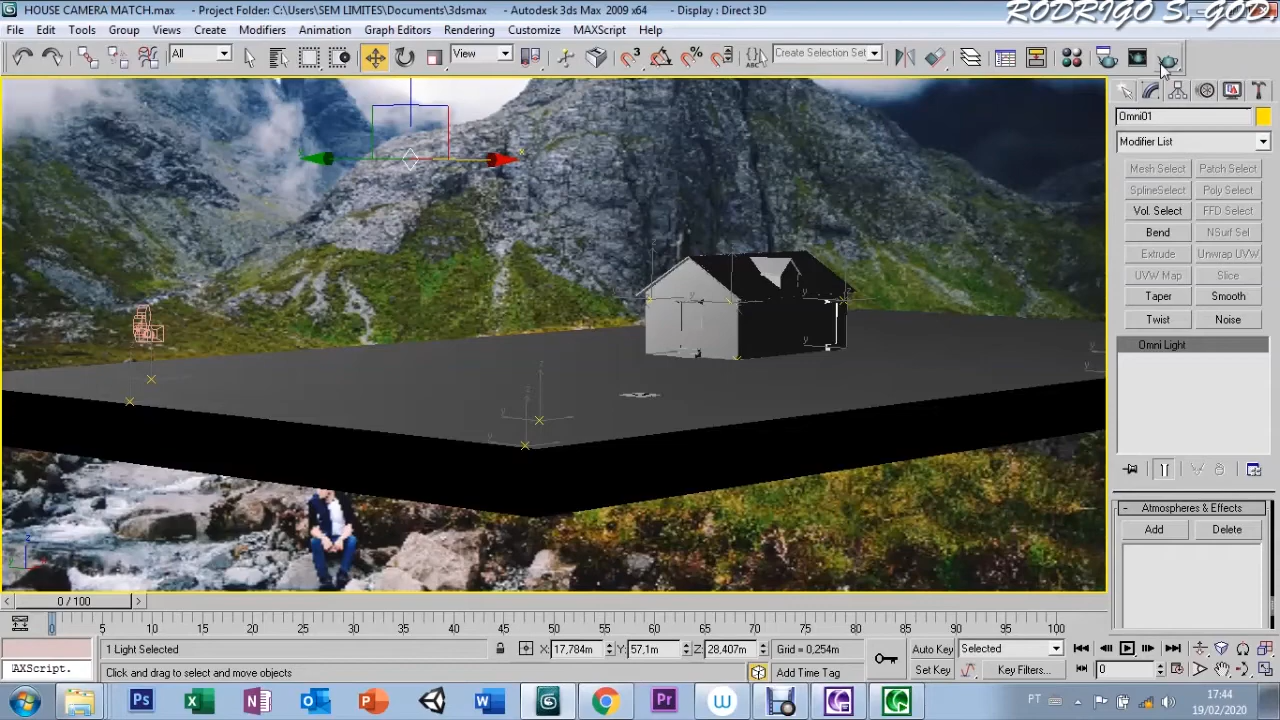 HOUSE CAMERA MATCH.max - Project Folder: C:\Users\SEM LIMITES\Documents\3dsmax - Autodesk 3ds Max 2009 x64 - Display : Direct 3D
RODRIGO S. GOD
File Edit Tools Group Views Create Modifiers Animation Graph Editors Rendering Customize MAXScript Help
All View Create Selection Set
Omni01
Modifier List
Mesh Select Patch Select
SplineSelect Poly Select
Vol. Select FFD Select
Bend NSurf Sel
Extrude Unwrap UVW
UVW Map Slice
Taper Smooth
Twist Noise
Omni Light
- Atmospheres & Effects
Add Delete
< 0 / 100 >
0 5 10 15 20 25 30 35 40 45 50 55 60 65 70 75 80 85 90 95 100
1 Light Selected X: 17,784m Y: 57,1m Z: 28,407m Grid = 0,254m Auto Key Selected
AXScript. Click and drag to select and move objects Add Time Tag Set Key Key Filters... 0
PT 17:44
19/02/2020